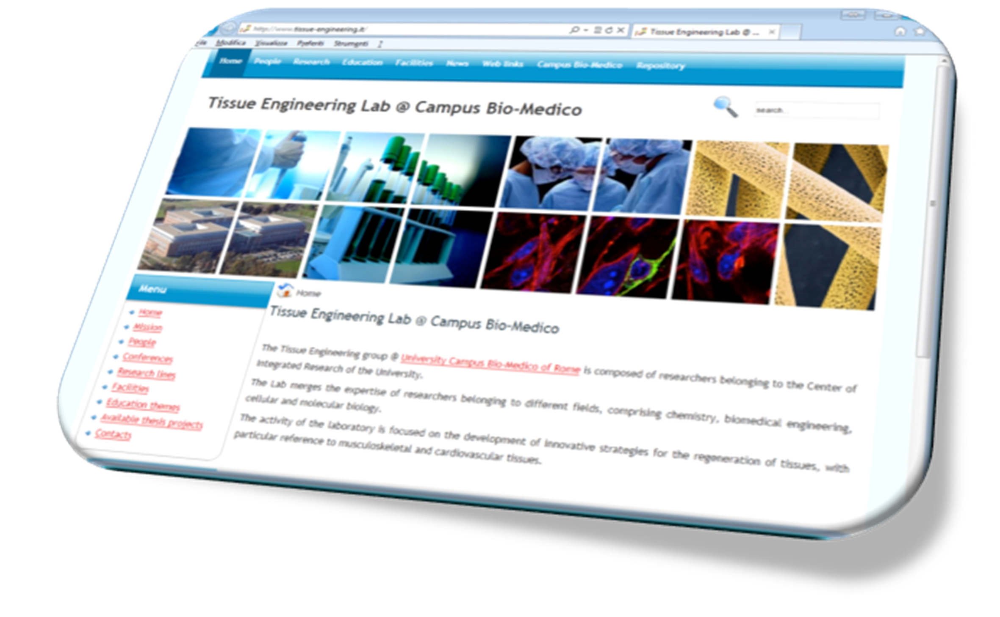 http://www.tissue-engineering.it/
Tissue Engineering Lab @ ...
Modifica Visualizza Preferiti Strumenti ?
Home People Research Education Facilities News Web links Campus Bio-Medico Repository
Tissue Engineering Lab @ Campus Bio-Medico
search...
Menu
Home
Mission
People
Conferences
Research lines
Facilities
Education themes
Available thesis projects
Contacts
Home
Tissue Engineering Lab @ Campus Bio-Medico
The Tissue Engineering group @ University Campus Bio-Medico of Rome is composed of researchers belonging to the Center of
Integrated Research of the University.
The Lab merges the expertise of researchers belonging to different fields, comprising chemistry, biomedical engineering,
cellular and molecular biology.
The activity of the laboratory is focused on the development of innovative strategies for the regeneration of tissues, with
particular reference to musculoskeletal and cardiovascular tissues.